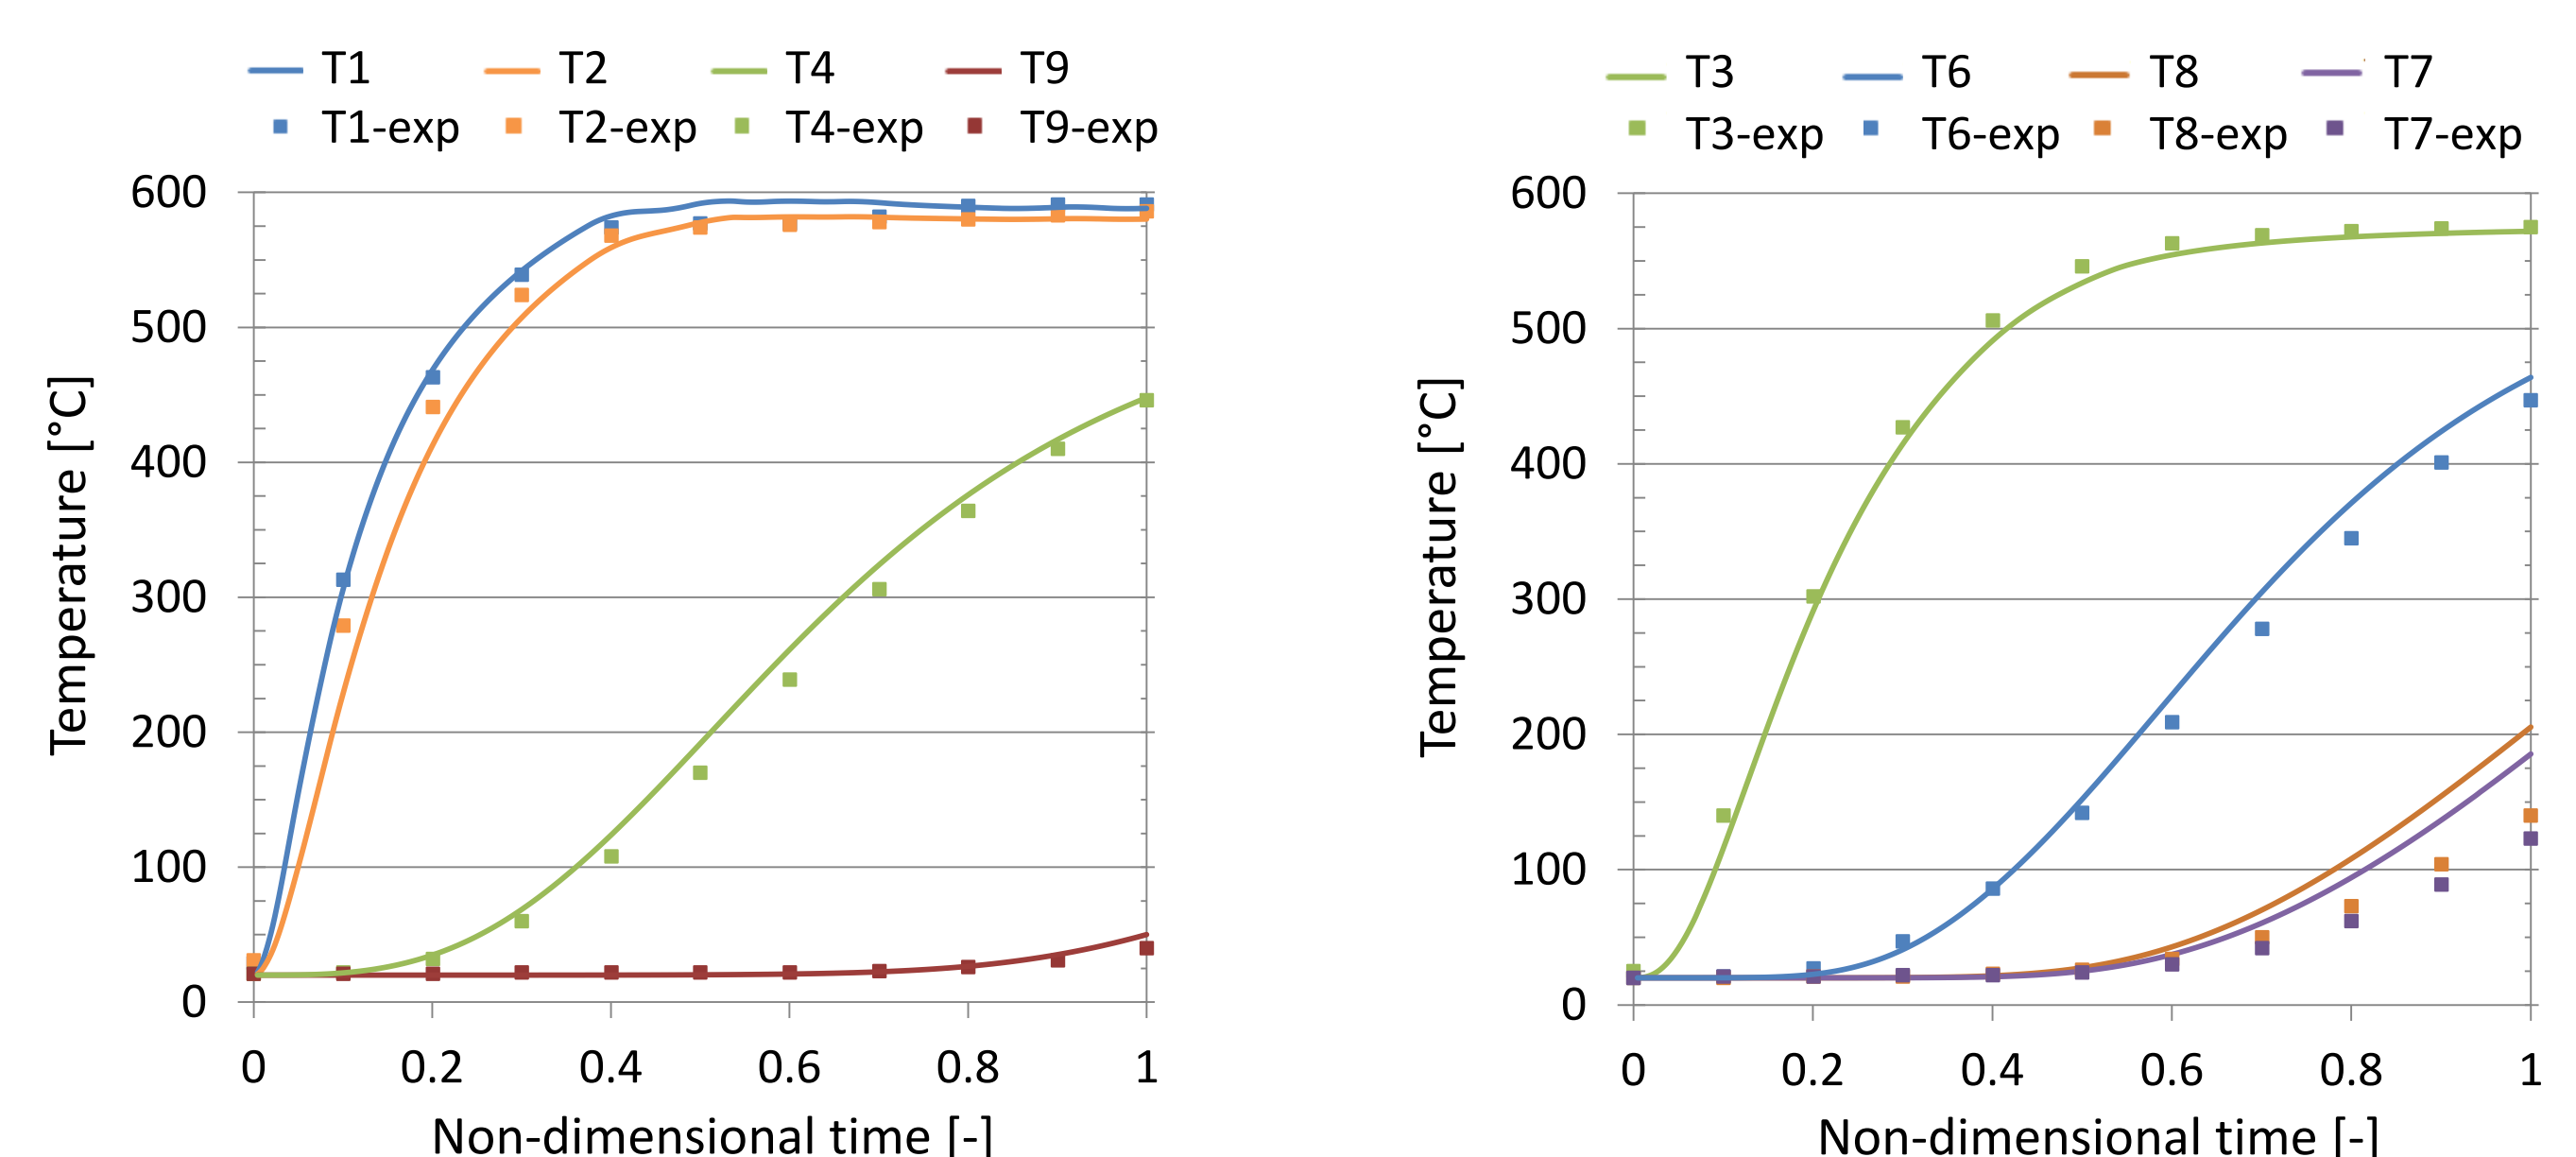 T1 T2 T4 T9
T1-exp T2-exp T4-exp T9-exp
600
500
400
300
200
100
0
0 0.2 0.4 0.6 0.8 1
Temperature [°C]
Non-dimensional time [-]
T3 T6 T8 T7
T3-exp T6-exp T8-exp T7-exp
600
500
400
300
200
100
0
0 0.2 0.4 0.6 0.8 1
Temperature [°C]
Non-dimensional time [-]